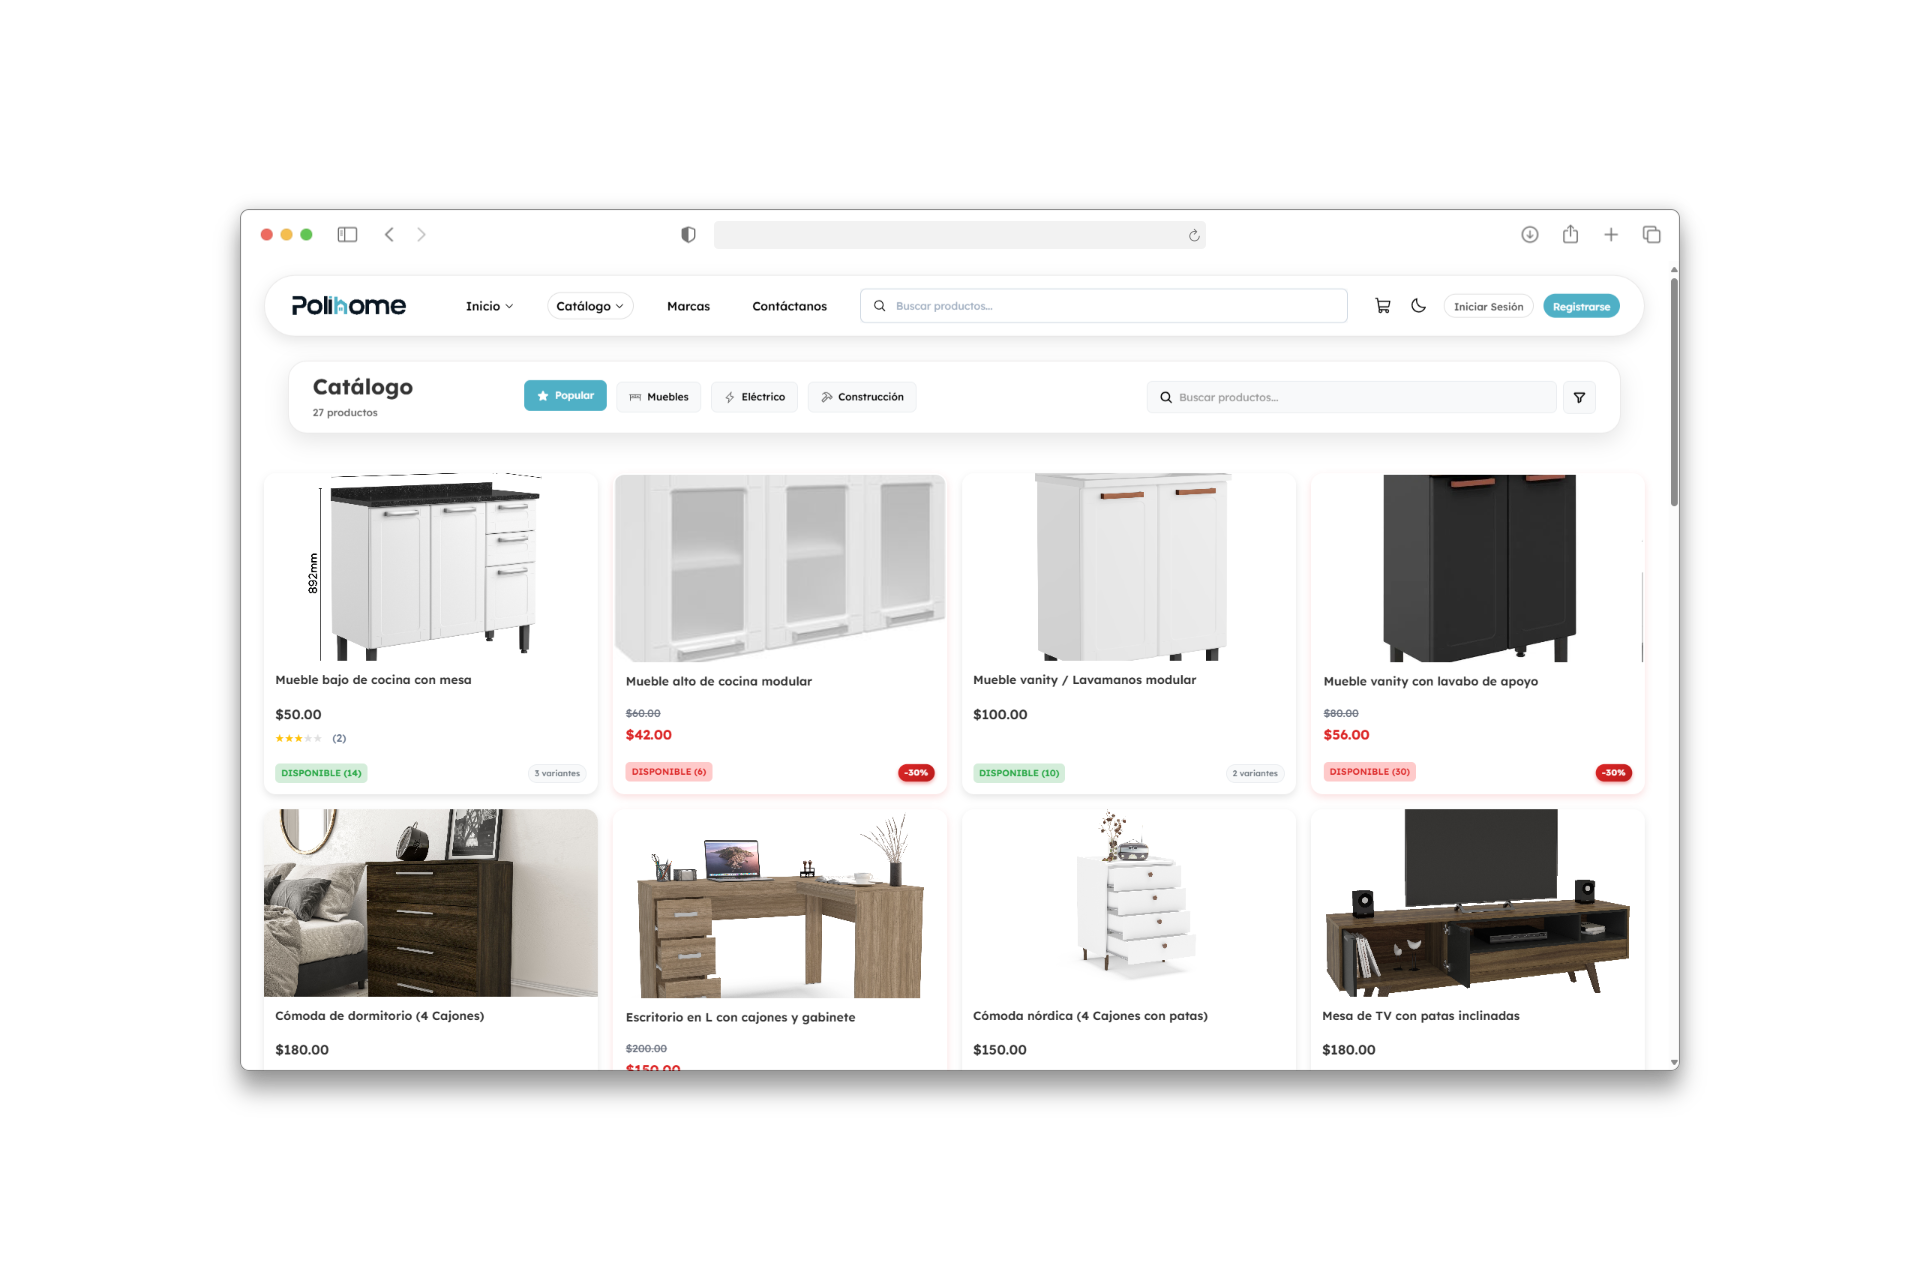 Polihome
Inicio
Catálogo
Marcas
Contáctanos
Buscar productos...
Iniciar Sesión
Registrarse
Catálogo
27 productos
Popular
Muebles
Eléctrico
Construcción
Buscar productos...
892mm
Mueble bajo de cocina con mesa
$50.00
(2)
DISPONIBLE (14)
3 variantes
Mueble alto de cocina modular
$60.00
$42.00
DISPONIBLE (6)
-30%
Mueble vanity / Lavamanos modular
$100.00
DISPONIBLE (10)
2 variantes
Mueble vanity con lavabo de apoyo
$80.00
$56.00
DISPONIBLE (30)
-30%
Cómoda de dormitorio (4 Cajones)
$180.00
Escritorio en L con cajones y gabinete
$200.00
$150.00
Cómoda nórdica (4 Cajones con patas)
$150.00
Mesa de TV con patas inclinadas
$180.00